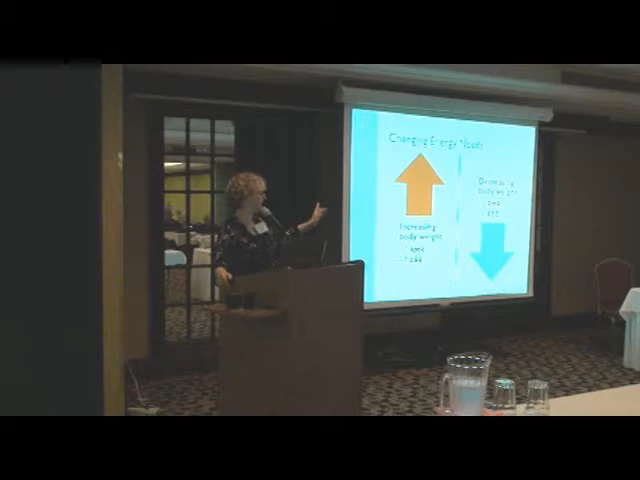 Changing Energy Needs
Increasing
body weight
Decreasing
body weight